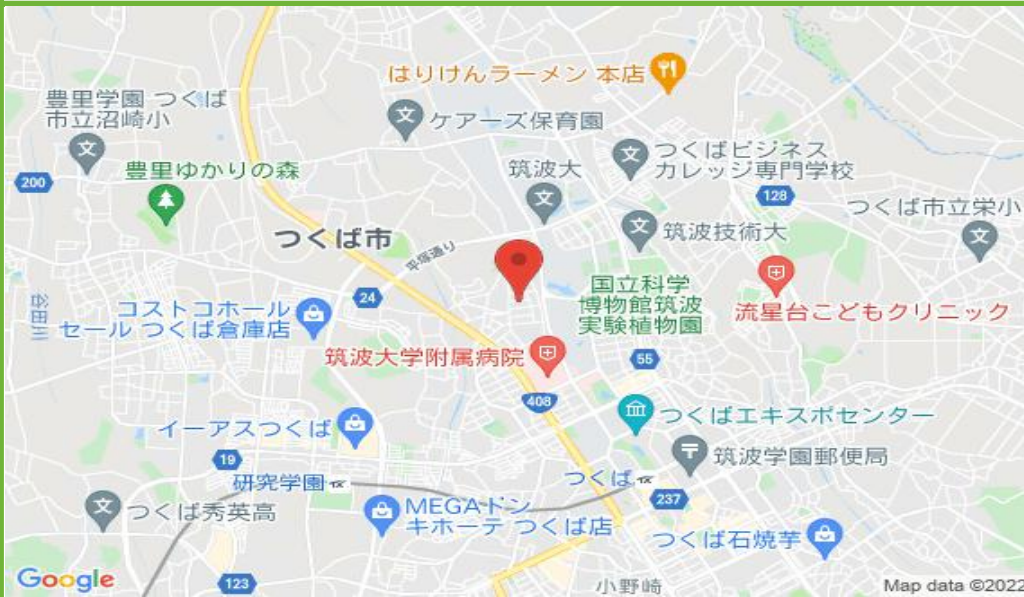 はりけんラーメン 本店
豊里学園 つくば
市立沼崎小
ケアーズ保育園
つくばビジネス
カレッジ専門学校
筑波大
豊里ゆかりの森
200
128
つくば市立栄小
筑波技術大
つくば市
平塚通り
国立科学
博物館筑波
実験植物園
谷田川
24
コストコホール
セール つくば倉庫店
流星台こどもクリニック
筑波大学附属病院
55
408
つくばエキスポセンター
イーアスつくば
筑波学園郵便局
19
研究学園
つくば
237
MEGAドン
キホーテ つくば店
つくば秀英高
つくば石焼芋
Google
123
小野崎
Map data ©2022